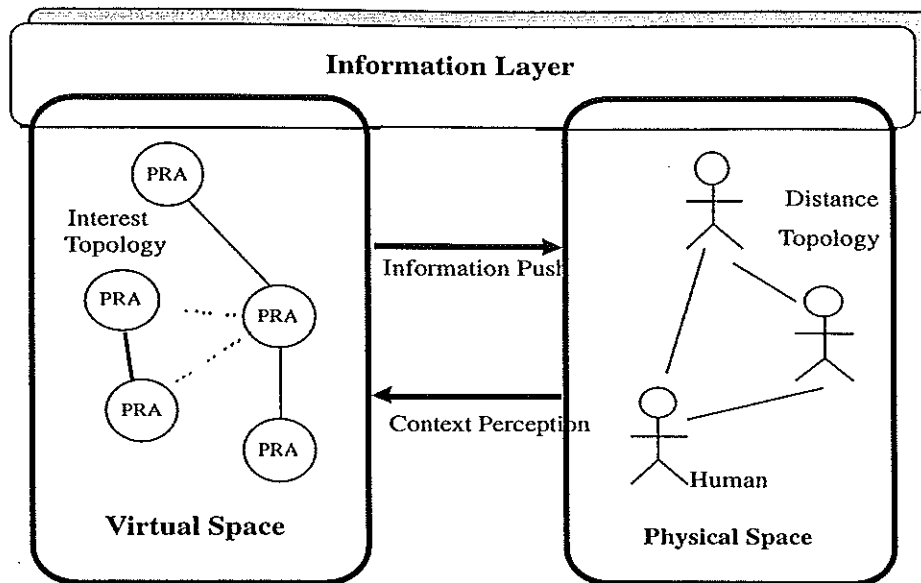 Information Layer
PRA
Interest
Topology
PRA
PRA
PRA
PRA
Virtual Space
Information Push
Context Perception
Distance
Topology
Human
Physical Space